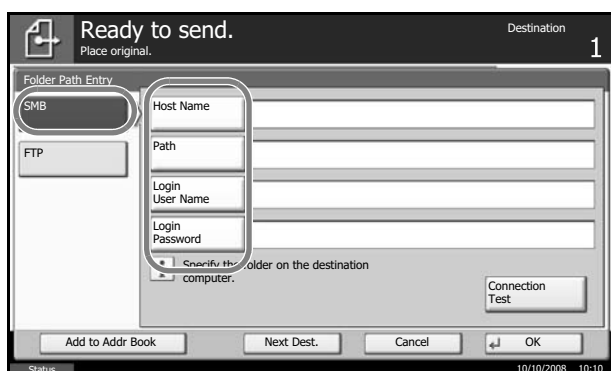 Ready to send.
Destination
Place original.
1
Folder Path Entry
SMB
Host Name
FTP
Path
Login
User Name
Login
Password
Specify the folder on the destination
computer.
Connection
Test
Add to Addr Book
Next Dest.
Cancel
OK
Status
10/10/2008 10:10